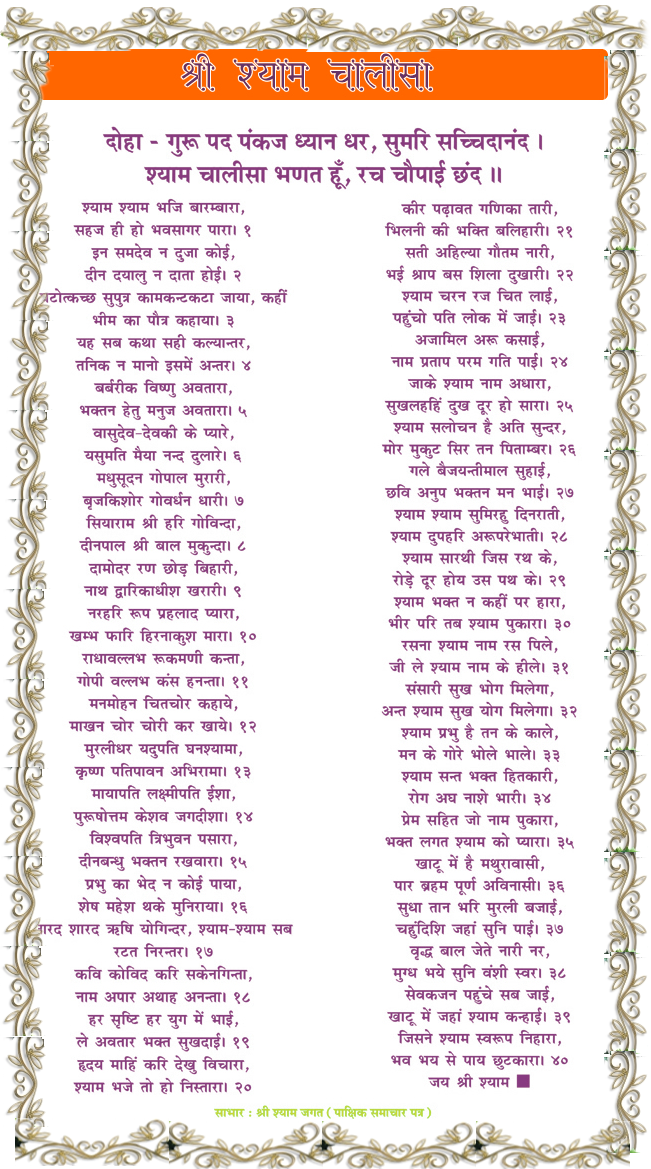 श्री श्याम चालीसा
दोहा - गुरू पद पंकज ध्यान धर, सुमरि सच्चिदानंद ।
श्याम चालीसा भणत हूँ, रच चौपाई छंद ॥
श्याम श्याम भजि बारम्बारा,
सहज ही हो भवसागर पारा। १
इन समदेव न दुजा कोई,
दीन दयालु न दाता होई। २
सुपुत्र कामकन्टकटा जाया, कहीं
भीम का पौत्र कहाया। ३
यह सब कथा सही कल्यान्तर,
तनिक न मानो इसमें अन्तर। ४
बर्बरीक विष्णु अवतारा,
भक्तन हेतु मनुज अवतारा। ५
वासुदेव-देवकी के प्यारे,
यसुमति मैया नन्द दुलारे। ६
मधुसूदन गोपाल मुरारी,
बृजकिशोर गोवर्धन धारी। ७
सियाराम श्री हरि गोविन्दा,
दीनपाल श्री बाल मुकुन्दा। ८
दामोदर रण छोड़ बिहारी,
नाथ द्वारिकाधीश खरारी। ९
नरहरि रूप प्रहलाद प्यारा,
खम्भ फारि हिरनाकुश मारा। १०
राधावल्लभ रूकमणी कन्ता,
गोपी वल्लभ कंस हनन्ता। ११
मनमोहन चितचोर कहाये,
माखन चोर चोरी कर खाये। १२
मुरलीधर यदुपति घनश्यामा,
कृष्ण पतिपावन अभिरामा। १३
मायापति लक्ष्मीपति ईशा,
पुरूषोत्तम केशव जगदीशा। १४
विश्वपति त्रिभुवन पसारा,
दीनबन्धु भक्तन रखवारा। १५
प्रभु का भेद न कोई पाया,
शेष महेश थके मुनिराया। १६
शारद ऋषि योगिन्दर, श्याम-श्याम सब
रटत निरन्तर। १७
कवि कोविद करि सकेनगिन्ता,
नाम अपार अथाह अनन्ता। १८
हर सृष्टि हर युग में भाई,
ले अवतार भक्त सुखदाई। १९
हृदय माहिं करि देखु विचारा,
श्याम भजे तो हो निस्तारा। २०
कीर पढ़ावत गणिका तारी,
भिलनी की भक्ति बलिहारी। २१
सती अहिल्या गौतम नारी,
भई श्राप बस शिला दुखारी। २२
श्याम चरन रज चित लाई,
पहुंचो पति लोक में जाई। २३
अजामिल अरू कसाई,
नाम प्रताप परम गति पाई। २४
जाके श्याम नाम अधारा,
सुखलहहिं दुख दूर हो सारा। २५
श्याम सलोचन है अति सुन्दर,
मोर मुकुट सिर तन पिताम्बर। २६
गले बैजयन्तीमाल सुहाई,
छवि अनुप भक्तन मन भाई। २७
श्याम श्याम सुमिरहु दिनराती,
श्याम दुपहरि अरूपरेभाती। २८
श्याम सारथी जिस रथ के,
रोड़े दूर होय उस पथ के। २९
श्याम भक्त न कहीं पर हारा,
भीर परि तब श्याम पुकारा। ३०
रसना श्याम नाम रस पिले,
जी ले श्याम नाम के हीले। ३१
संसारी सुख भोग मिलेगा,
अन्त श्याम सुख योग मिलेगा। ३२
श्याम प्रभु है तन के काले,
मन के गोरे भोले भाले। ३३
श्याम सन्त भक्त हितकारी,
रोग अघ नाशे भारी। ३४
प्रेम सहित जो नाम पुकारा,
भक्त लगत श्याम को प्यारा। ३५
खाटू में है मथुरावासी,
पार ब्रहम पूर्ण अविनासी। ३६
सुधा तान भरि मुरली बजाई,
चहुंदिशि जहां सुनि पाई। ३७
वृद्ध बाल जेते नारी नर,
मुग्ध भये सुनि वंशी स्वर। ३८
सेवकजन पहुंचे सब जाई,
खाटू में जहां श्याम कन्हाई। ३९
जिसने श्याम स्वरूप निहारा,
भव भय से पाय छुटकारा। ४०
जय श्री श्याम
साभार : श्री श्याम जगत ( पाक्षिक समाचार पत्र )